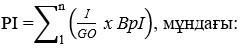 PI = ∑₁ⁿ (I/GO x BpI), мұндағы: